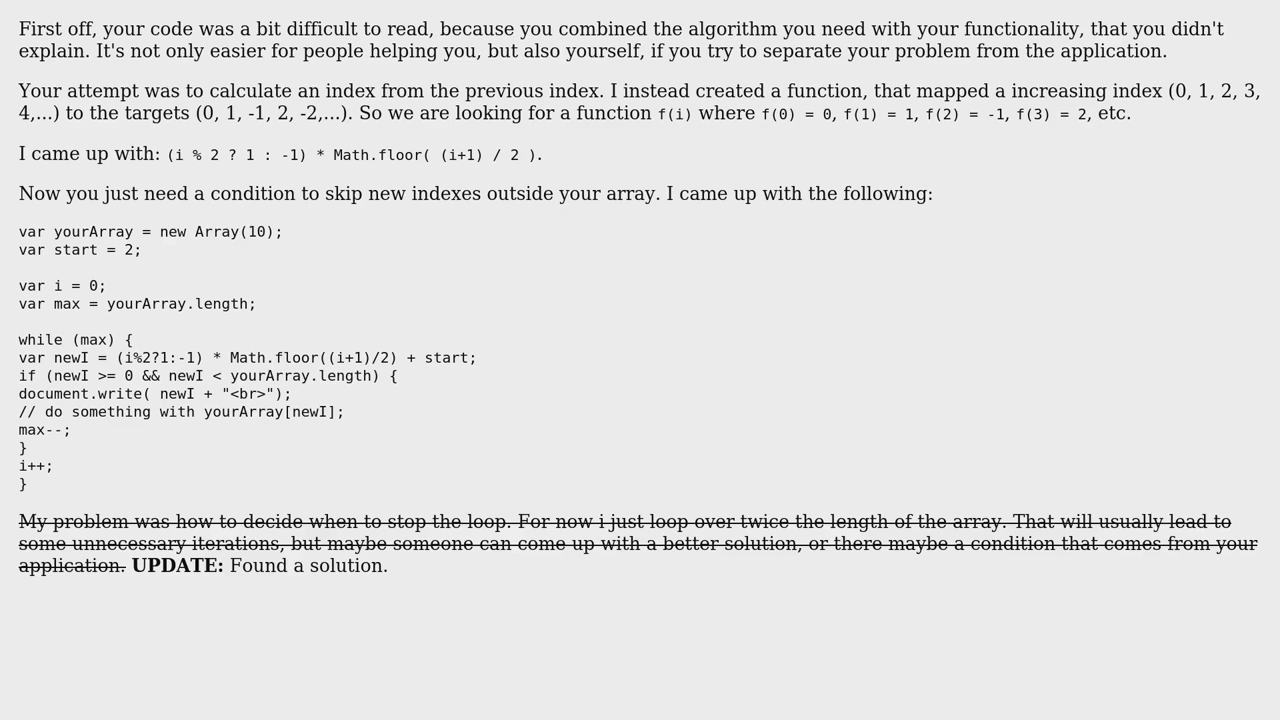 First off, your code was a bit difficult to read, because you combined the algorithm you need with your functionality, that you didn't
explain. It's not only easier for people helping you, but also yourself, if you try to separate your problem from the application.
Your attempt was to calculate an index from the previous index. I instead created a function, that mapped a increasing index (0, 1, 2, 3,
4,...) to the targets (0, 1, -1, 2, -2,...). So we are looking for a function f(i) where f(0) = 0, f(1) = 1, f(2) = -1, f(3) = 2, etc.
I came up with: (i % 2 ? 1 : -1) * Math.floor( (i+1) / 2 ).
Now you just need a condition to skip new indexes outside your array. I came up with the following:
var yourArray = new Array(10);
var start = 2;
var i = 0;
var max = yourArray.length;
while (max) {
var newI = (i%2?1:-1) * Math.floor((i+1)/2) + start;
if (newI >= 0 && newI < yourArray.length) {
document.write( newI + "<br>");
// do something with yourArray[newI];
max--;
}
i++;
}
My problem was how to decide when to stop the loop. For now i just loop over twice the length of the array. That will usually lead to
some unnecessary iterations, but maybe someone can come up with a better solution, or there maybe a condition that comes from your
application. UPDATE: Found a solution.